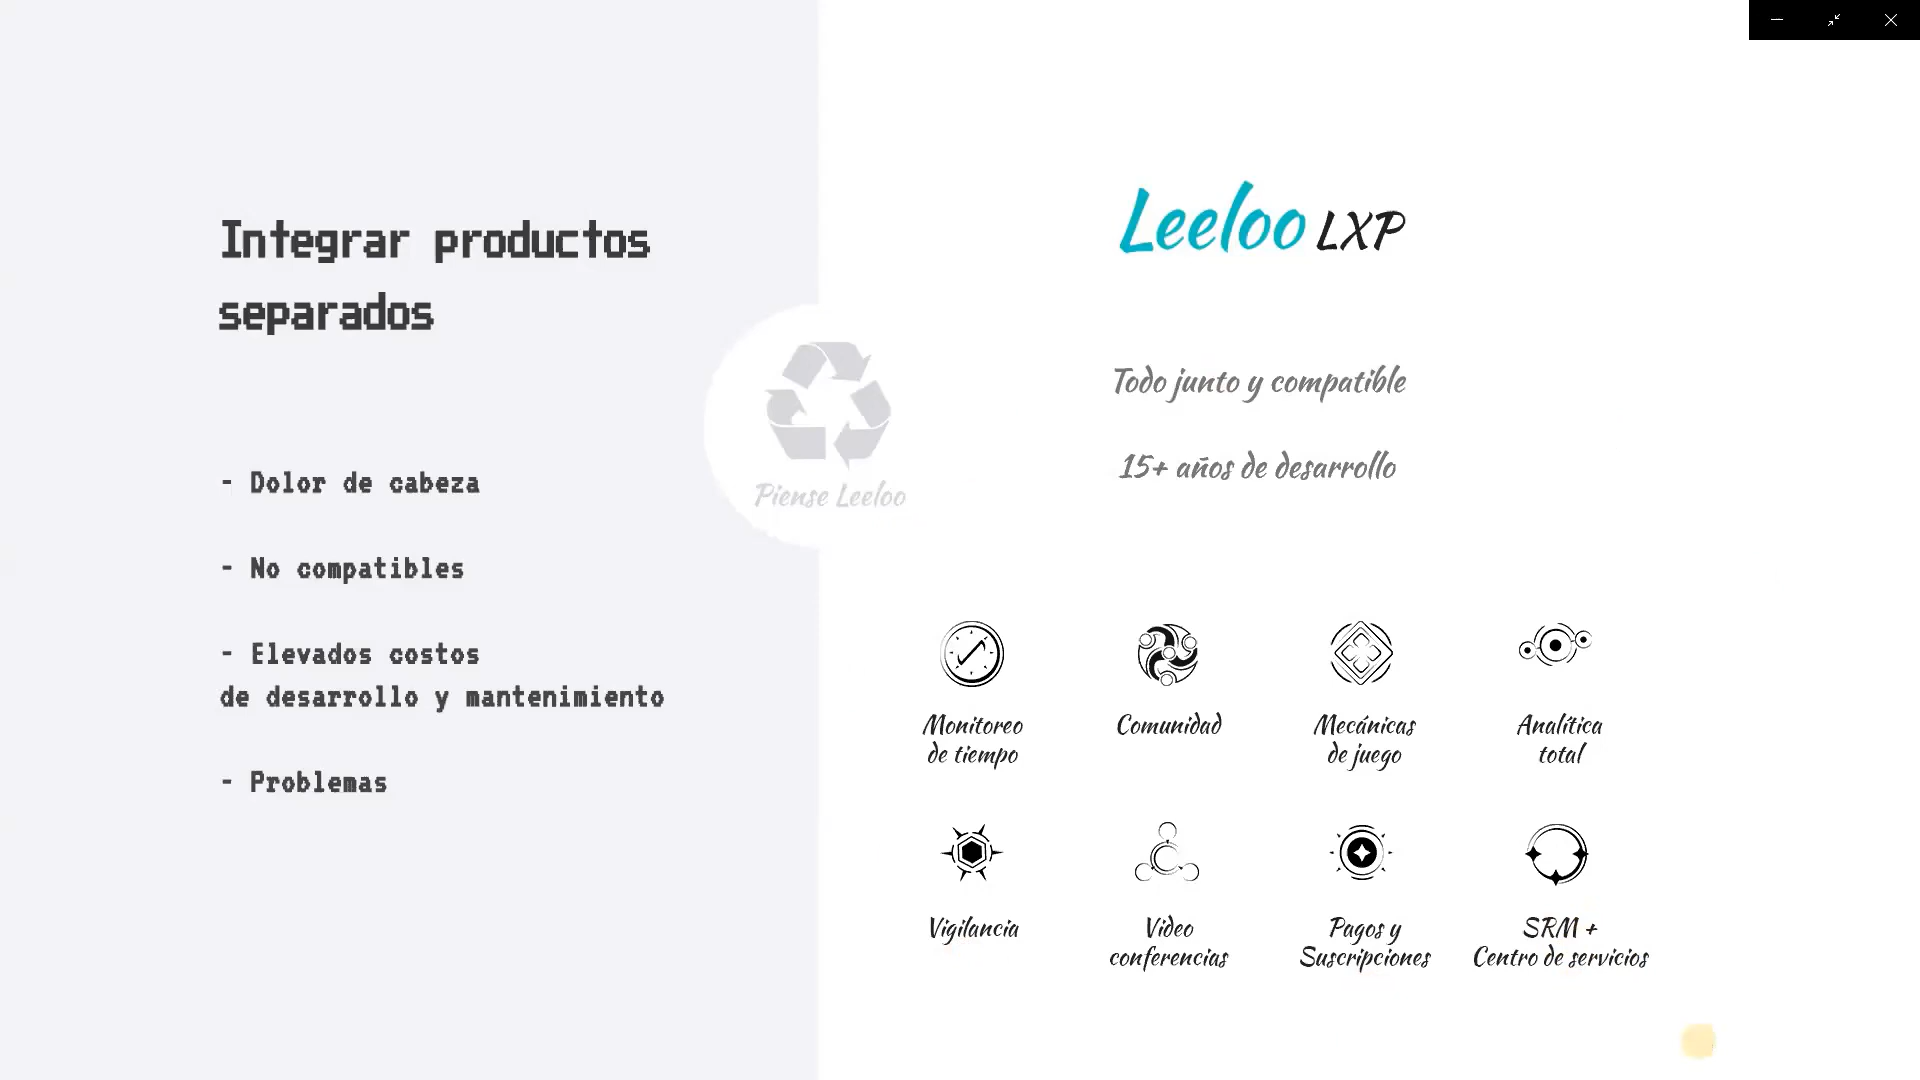 Integrar productos
separados
- Dolor de cabeza
- No compatibles
- Elevados costos
de desarrollo y mantenimiento
- Problemas
Piense Leeloo
Leeloo LXP
Todo junto y compatible
15+ años de desarrollo
Monitoreo
de tiempo
Comunidad
Mecánicas
de juego
Analítica
total
Vigilancia
Video
conferencias
Pagos y
Suscripciones
SRM +
Centro de servicios